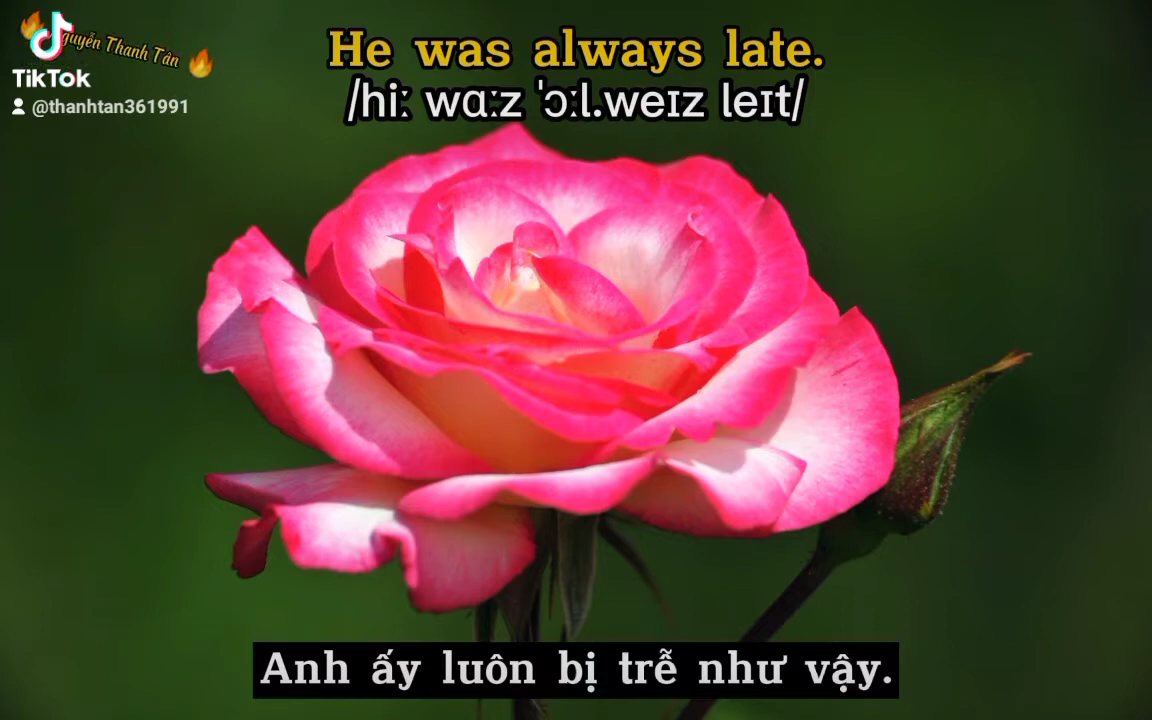 Nguyễn Thanh Tân
TikTok
@thanhtan361991
He was always late.
/hiː wɑːz ˈɔːl.weɪz leɪt/
Anh ấy luôn bị trễ như vậy.